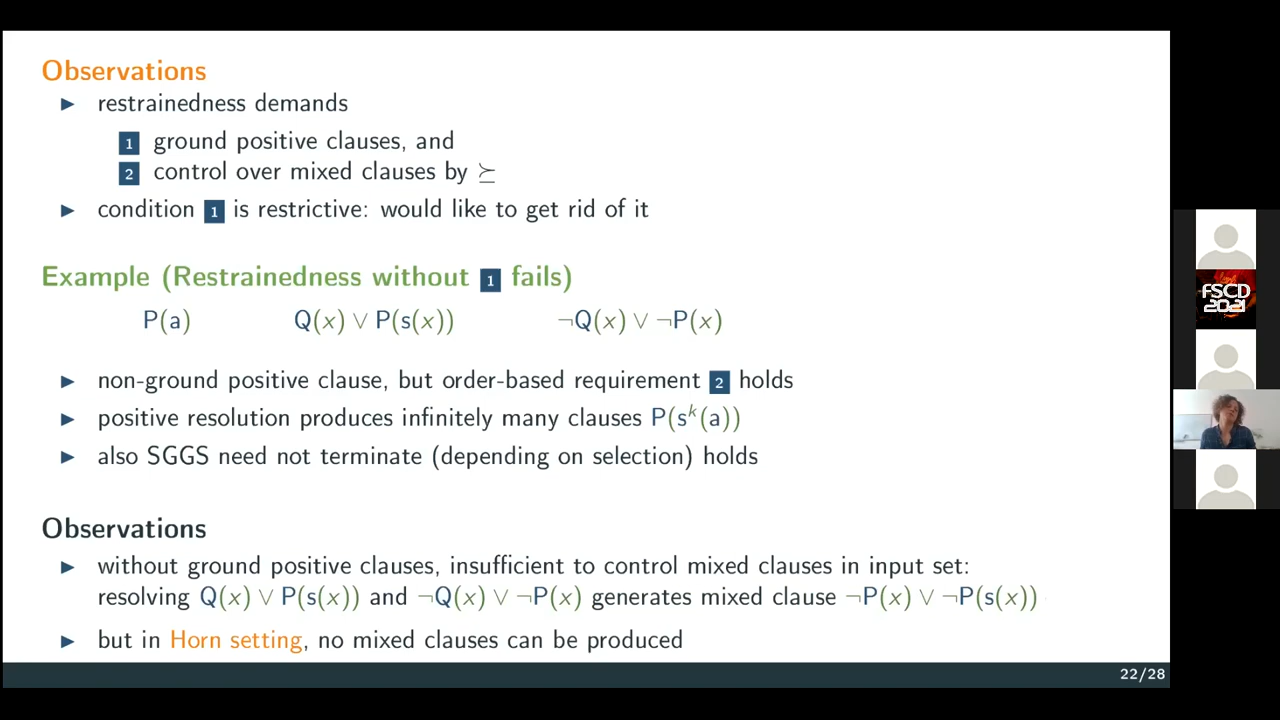 Observations
▶ restrainedness demands
1 ground positive clauses, and
2 control over mixed clauses by ⪰
▶ condition 1 is restrictive: would like to get rid of it
Example (Restrainedness without 1 fails)
P(a) Q(x) ∨ P(s(x)) ¬Q(x) ∨ ¬P(x)
▶ non-ground positive clause, but order-based requirement 2 holds
▶ positive resolution produces infinitely many clauses P(sᵏ(a))
▶ also SGGS need not terminate (depending on selection) holds
Observations
▶ without ground positive clauses, insufficient to control mixed clauses in input set:
resolving Q(x) ∨ P(s(x)) and ¬Q(x) ∨ ¬P(x) generates mixed clause ¬P(x) ∨ ¬P(s(x))
▶ but in Horn setting, no mixed clauses can be produced
22/28
FSCD
2021